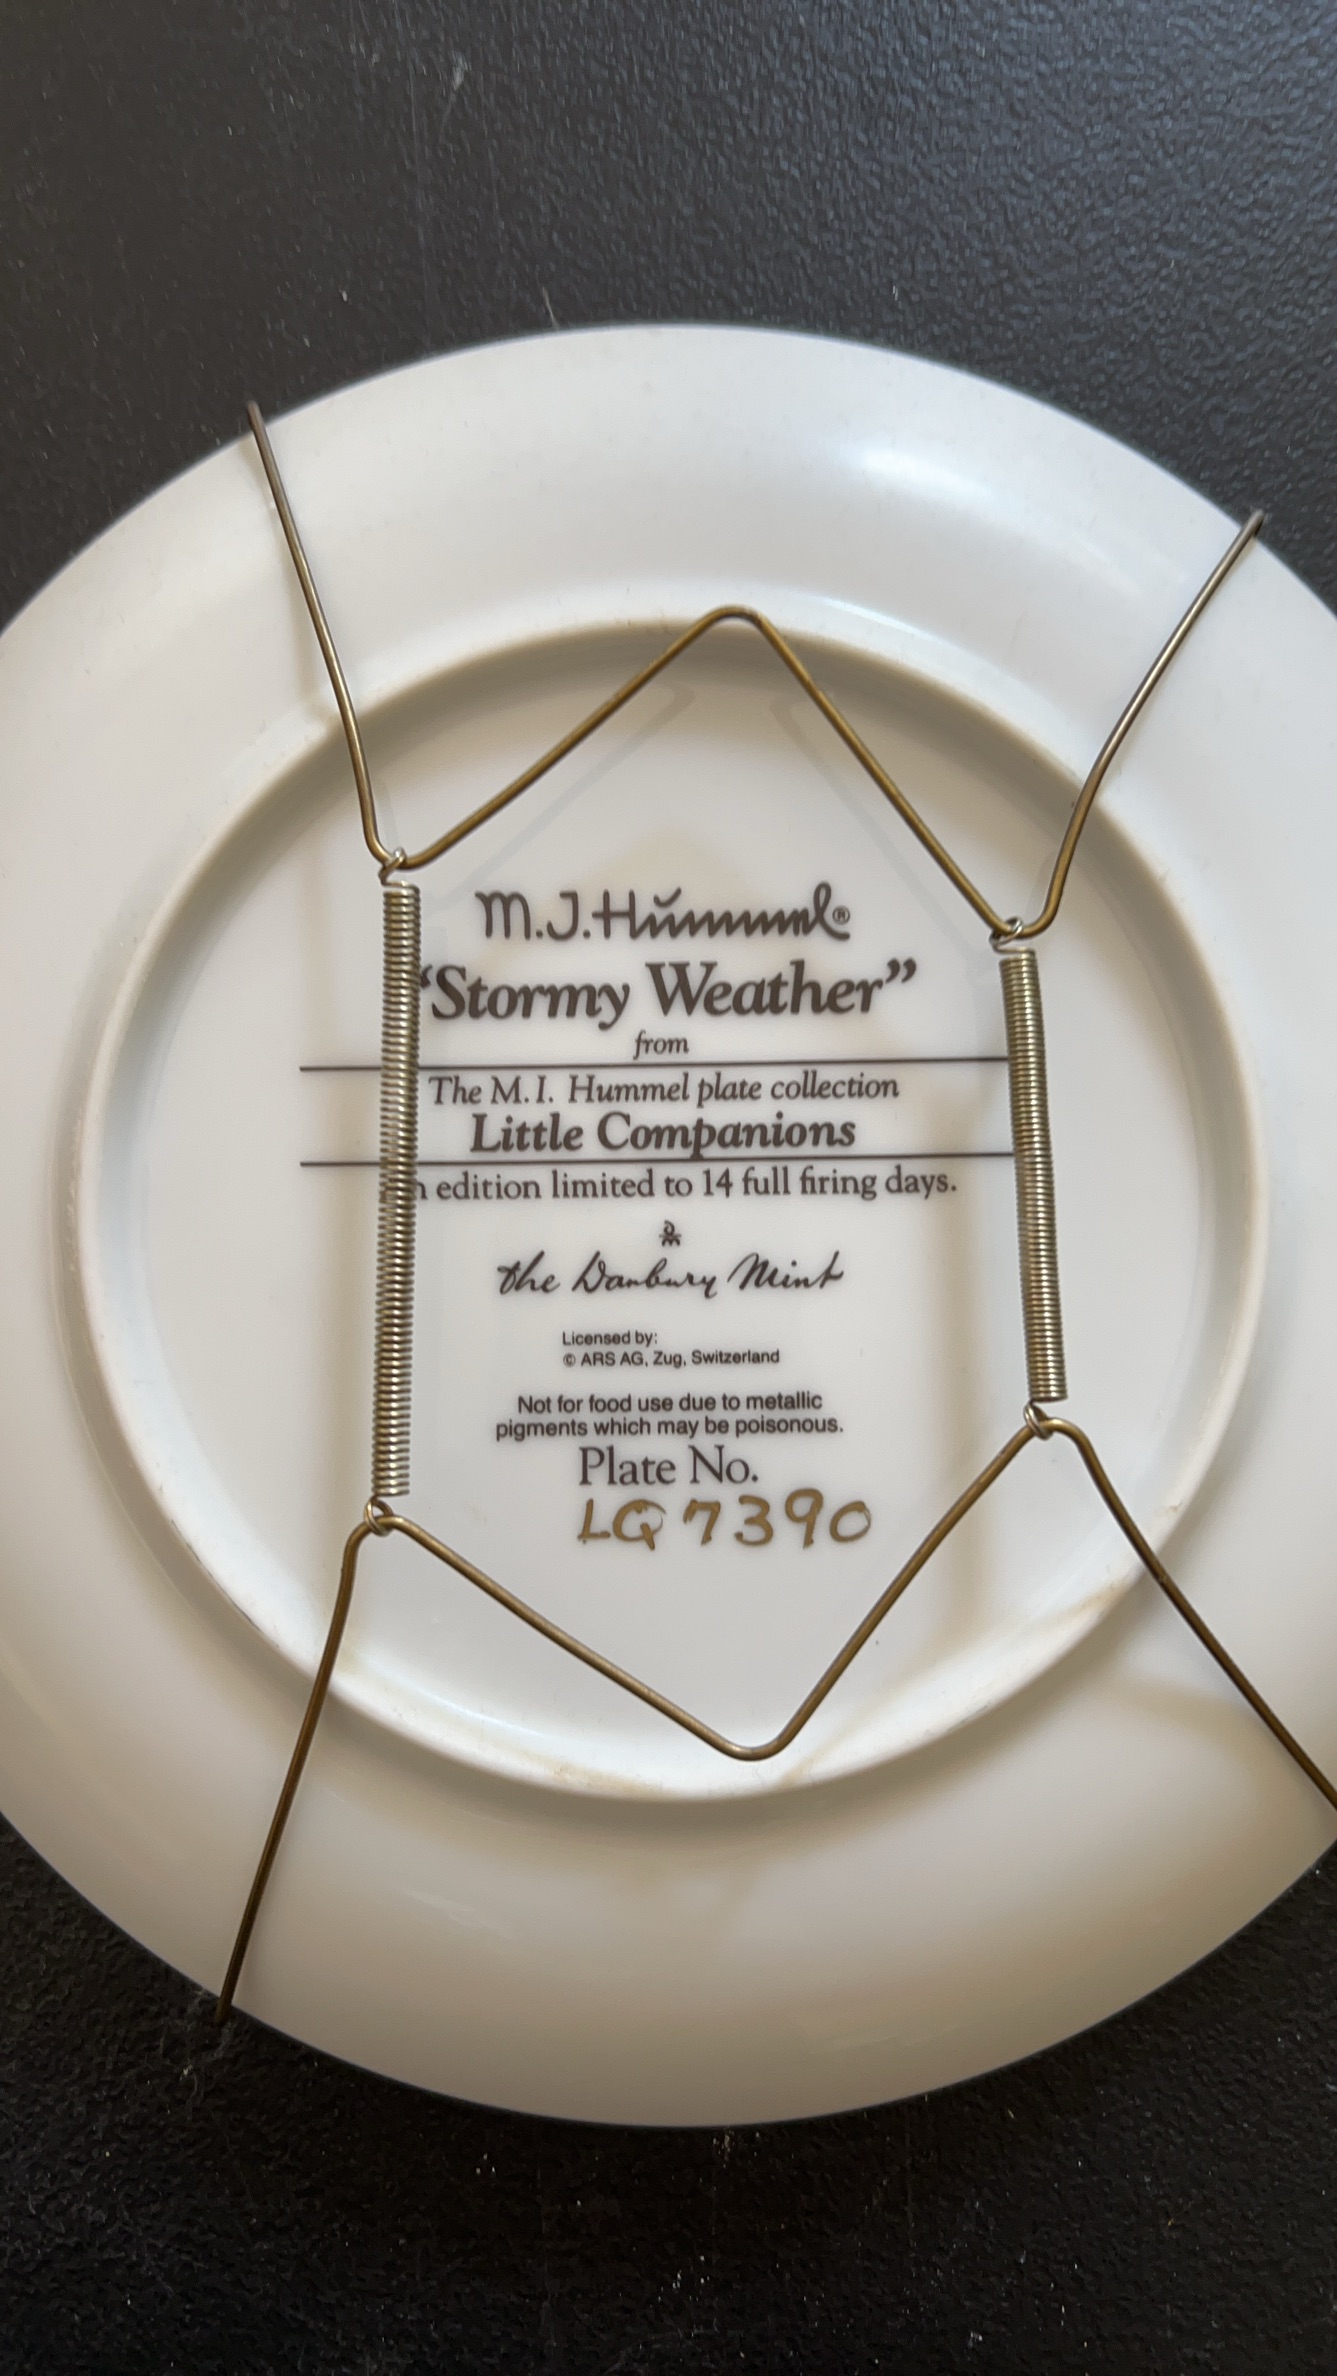 M.J. Hummel®
“Stormy Weather”
from
The M. I. Hummel plate collection
Little Companions
edition limited to 14 full firing days.
the Danbury Mint
Licensed by:
© ARS AG, Zug, Switzerland
Not for food use due to metallic
pigments which may be poisonous.
Plate No.
LQ7390